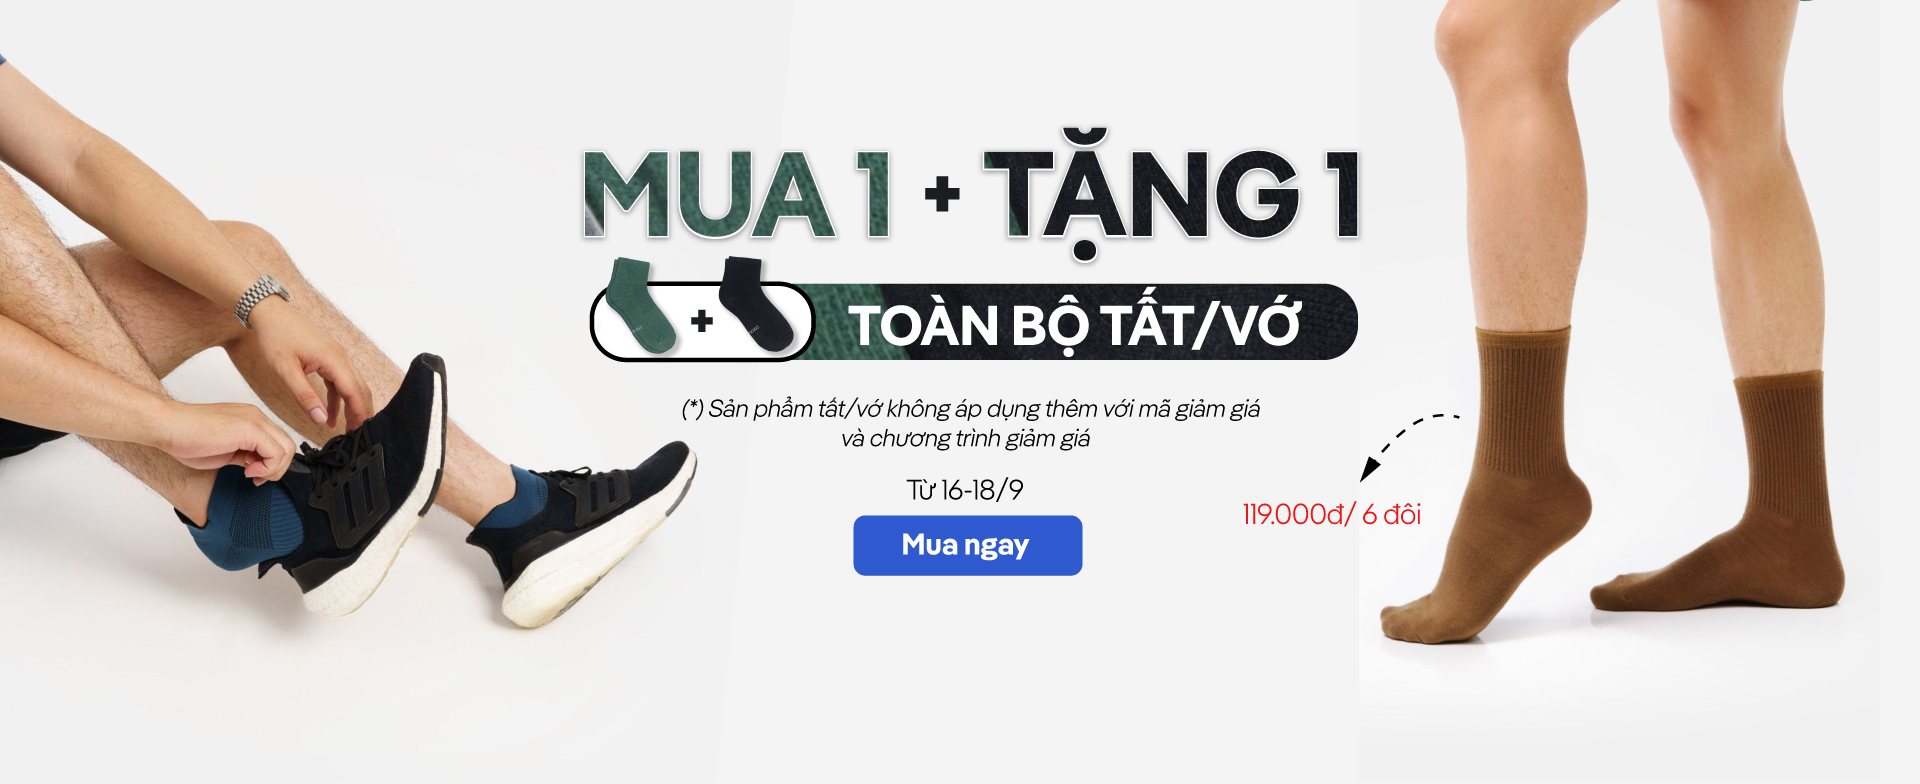 MUA 1 + TẶNG 1
+
TOÀN BỘ TẤT/VỚ
(*) Sản phẩm tất/vớ không áp dụng thêm với mã giảm giá
và chương trình giảm giá
Từ 16-18/9
119.000đ/ 6 đôi
Mua ngay